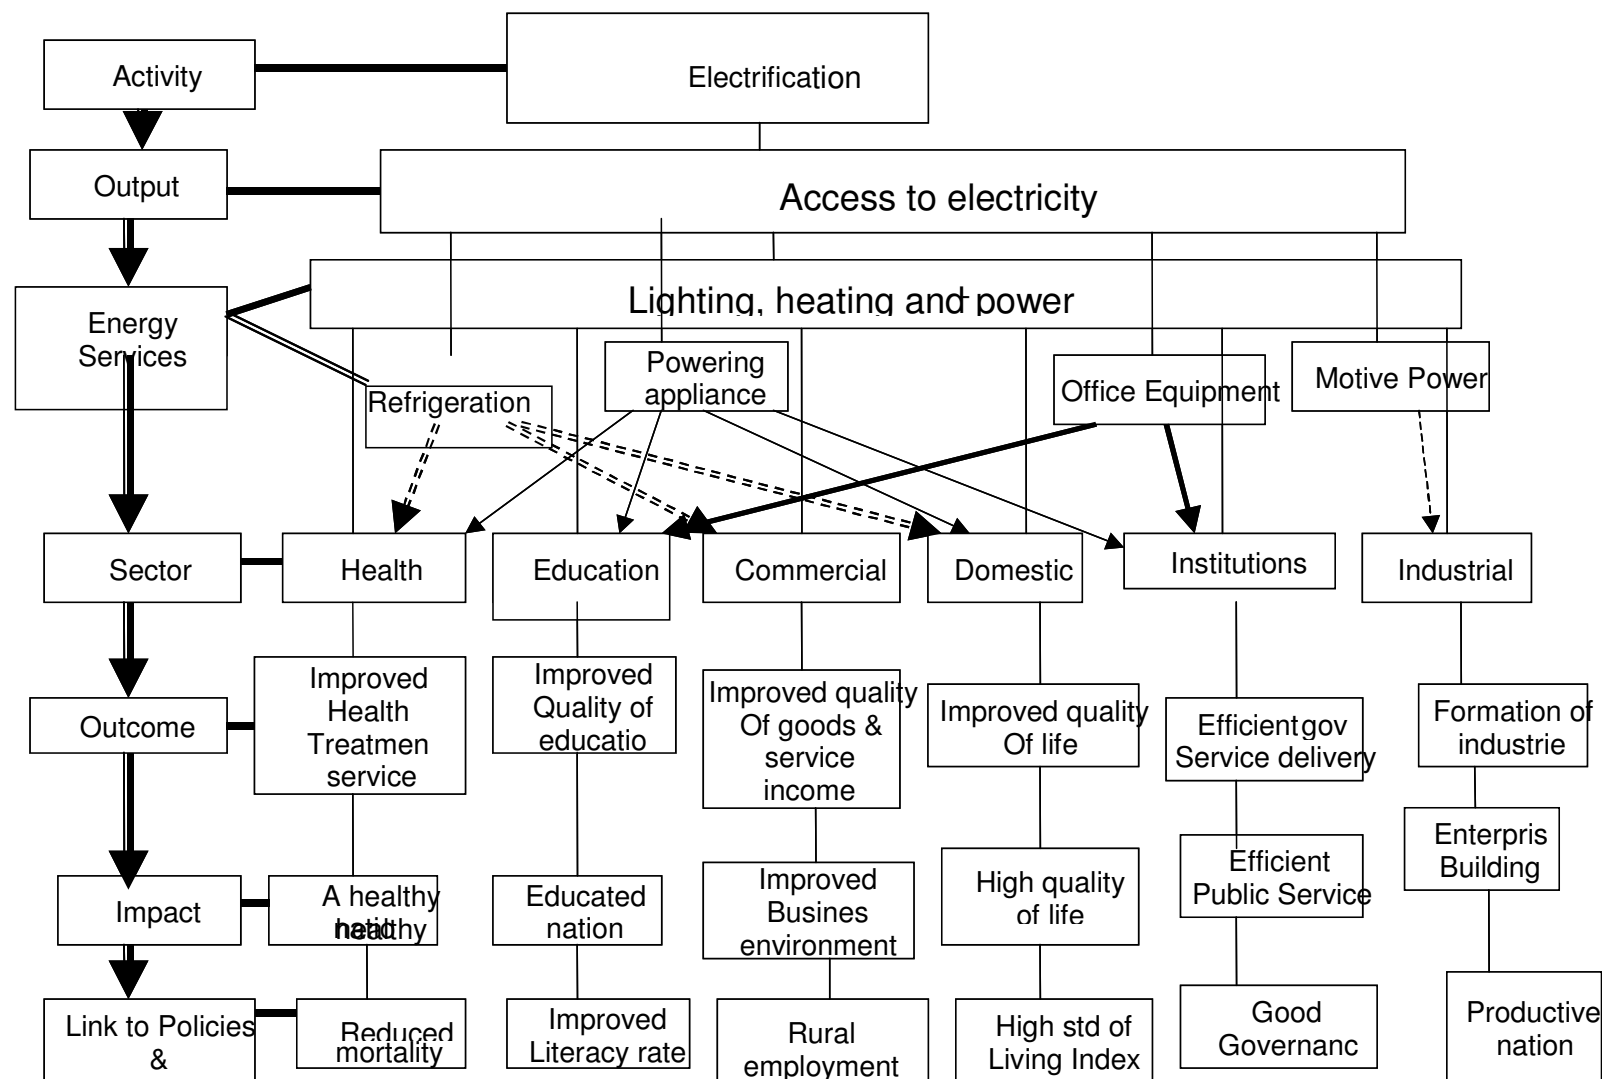 Activity
Electrification
Output
Access to electricity
Energy
Services
Lighting, heating and power
Refrigeration
Powering
appliance
Office Equipment
Motive Power
Sector
Health
Education
Commercial
Domestic
Institutions
Industrial
Outcome
Improved
Health
Treatmen
service
Improved
Quality of
educatio
Improved quality
Of goods &
service
income
Improved quality
Of life
Efficient gov
Service delivery
Formation of
industrie
Impact
A healthy
healthy
Educated
nation
Improved
Busines
environment
High quality
of life
Efficient
Public Service
Enterpris
Building
Link to Policies
&
Reduced
mortality
Improved
Literacy rate
Rural
employment
High std of
Living Index
Good
Governanc
Productive
nation